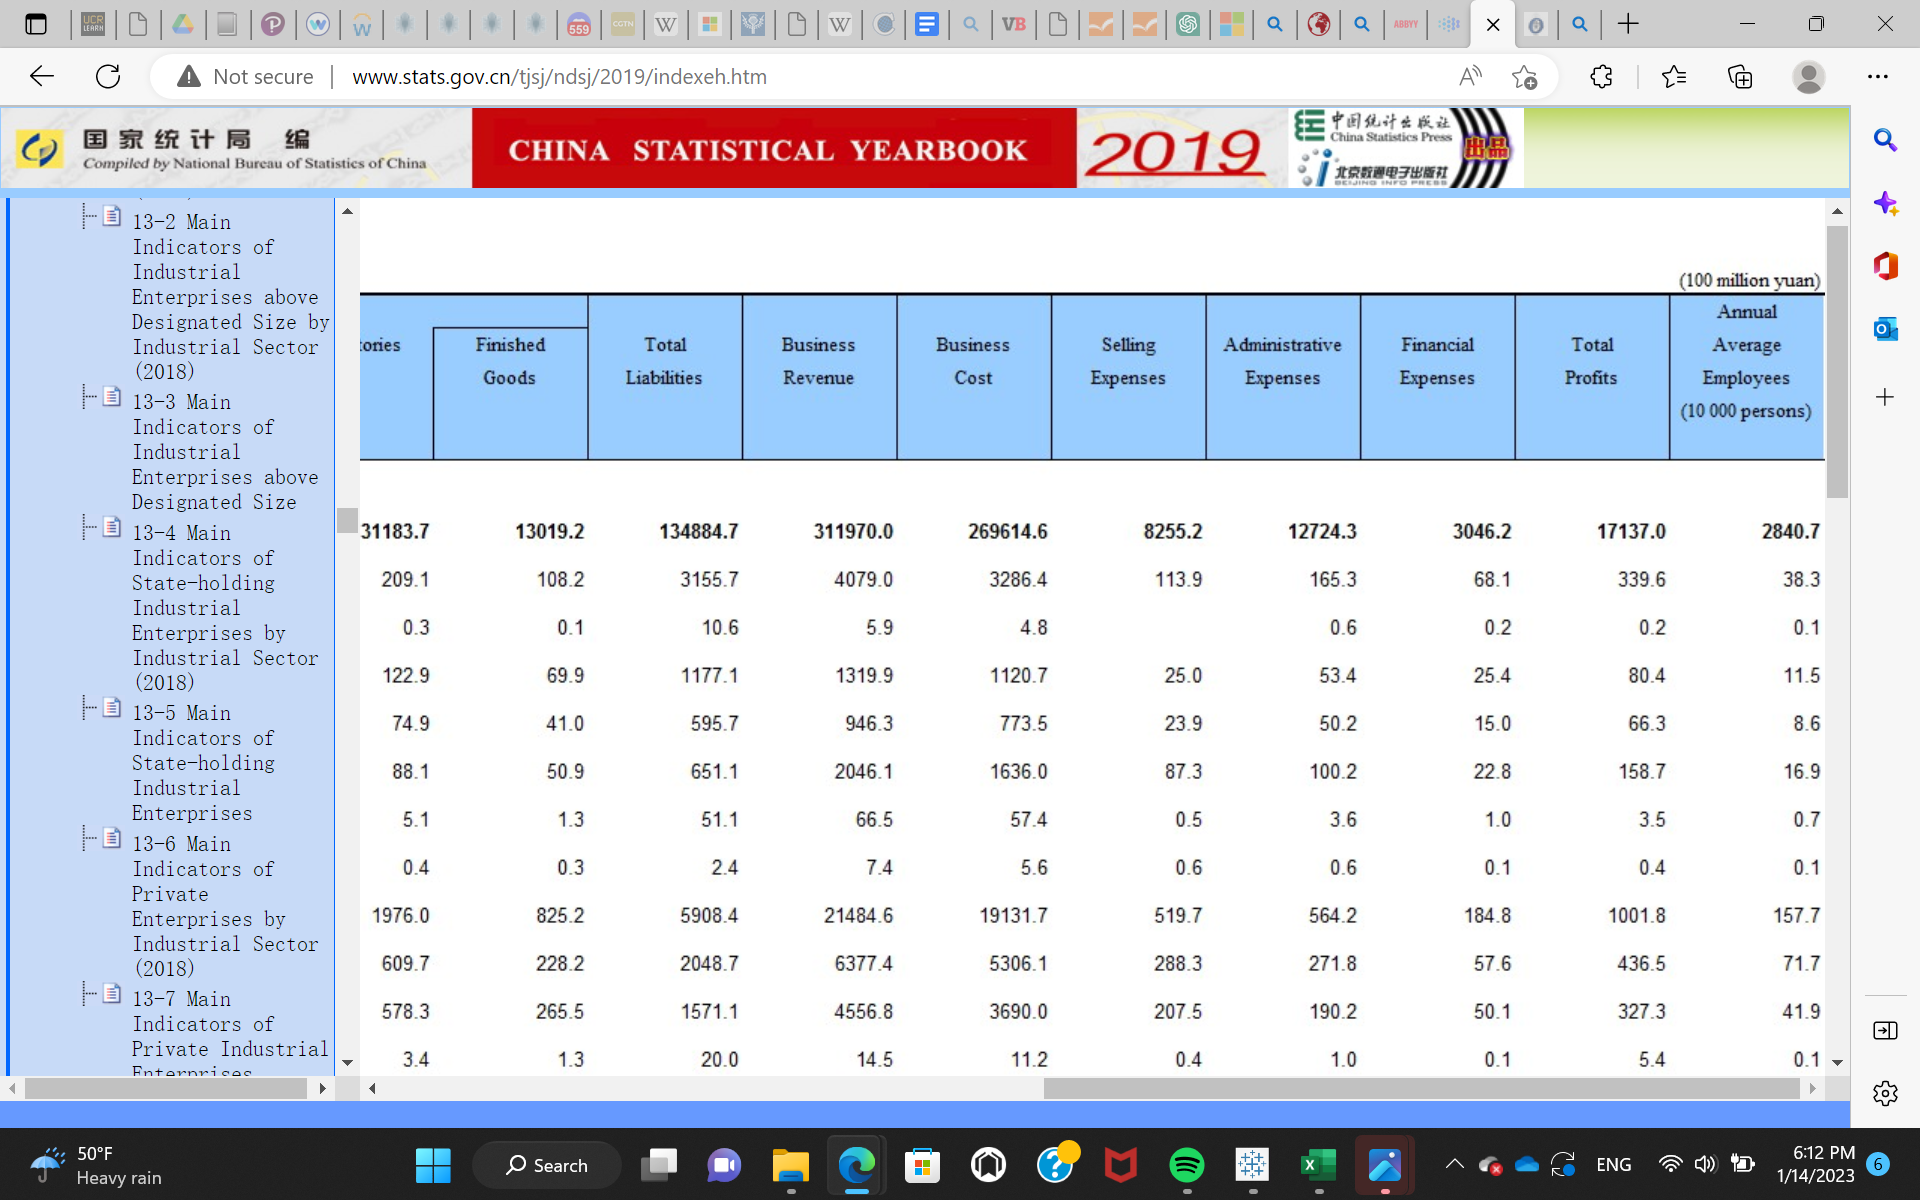 UCR
LEARN
559
CGTN
W
W
VB
ABBYY
Not secure
www.stats.gov.cn/tjsj/ndsj/2019/indexeh.htm
国家统计局 编
Compiled by National Bureau of Statistics of China
CHINA STATISTICAL YEARBOOK
2019
中国统计出版社
China Statistics Press
北京数通电子出版社
BEIJING INFO PRESS
出品
13-2 Main
Indicators of
Industrial
Enterprises above
Designated Size by
Industrial Sector
(2018)
13-3 Main
Indicators of
Industrial
Enterprises above
Designated Size
13-4 Main
Indicators of
State-holding
Industrial
Enterprises by
Industrial Sector
(2018)
13-5 Main
Indicators of
State-holding
Industrial
Enterprises
13-6 Main
Indicators of
Private
Enterprises by
Industrial Sector
(2018)
13-7 Main
Indicators of
Private Industrial
Enterprises
(100 million yuan)
tories
Finished
Goods
Total
Liabilities
Business
Revenue
Business
Cost
Selling
Expenses
Administrative
Expenses
Financial
Expenses
Total
Profits
Annual
Average
Employees
(10 000 persons)
31183.7 13019.2 134884.7 311970.0 269614.6 8255.2 12724.3 3046.2 17137.0 2840.7
209.1 108.2 3155.7 4079.0 3286.4 113.9 165.3 68.1 339.6 38.3
0.3 0.1 10.6 5.9 4.8 0.6 0.2 0.2 0.1
122.9 69.9 1177.1 1319.9 1120.7 25.0 53.4 25.4 80.4 11.5
74.9 41.0 595.7 946.3 773.5 23.9 50.2 15.0 66.3 8.6
88.1 50.9 651.1 2046.1 1636.0 87.3 100.2 22.8 158.7 16.9
5.1 1.3 51.1 66.5 57.4 0.5 3.6 1.0 3.5 0.7
0.4 0.3 2.4 7.4 5.6 0.6 0.6 0.1 0.4 0.1
1976.0 825.2 5908.4 21484.6 19131.7 519.7 564.2 184.8 1001.8 157.7
609.7 228.2 2048.7 6377.4 5306.1 288.3 271.8 57.6 436.5 71.7
578.3 265.5 1571.1 4556.8 3690.0 207.5 190.2 50.1 327.3 41.9
3.4 1.3 20.0 14.5 11.2 0.4 1.0 0.1 5.4 0.1
50°F
Heavy rain
Search
ENG
6:12 PM
1/14/2023
6